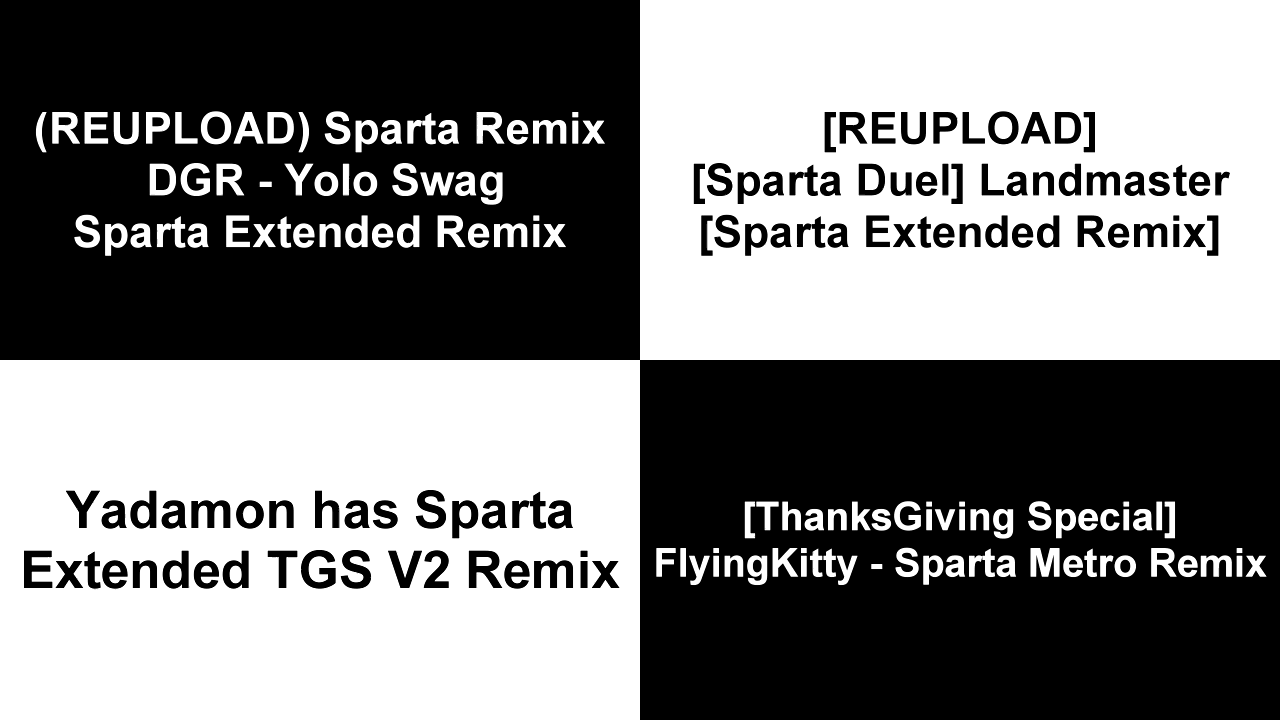 (REUPLOAD) Sparta Remix
DGR - Yolo Swag
Sparta Extended Remix
[REUPLOAD]
[Sparta Duel] Landmaster
[Sparta Extended Remix]
Yadamon has Sparta
Extended TGS V2 Remix
[ThanksGiving Special]
FlyingKitty - Sparta Metro Remix